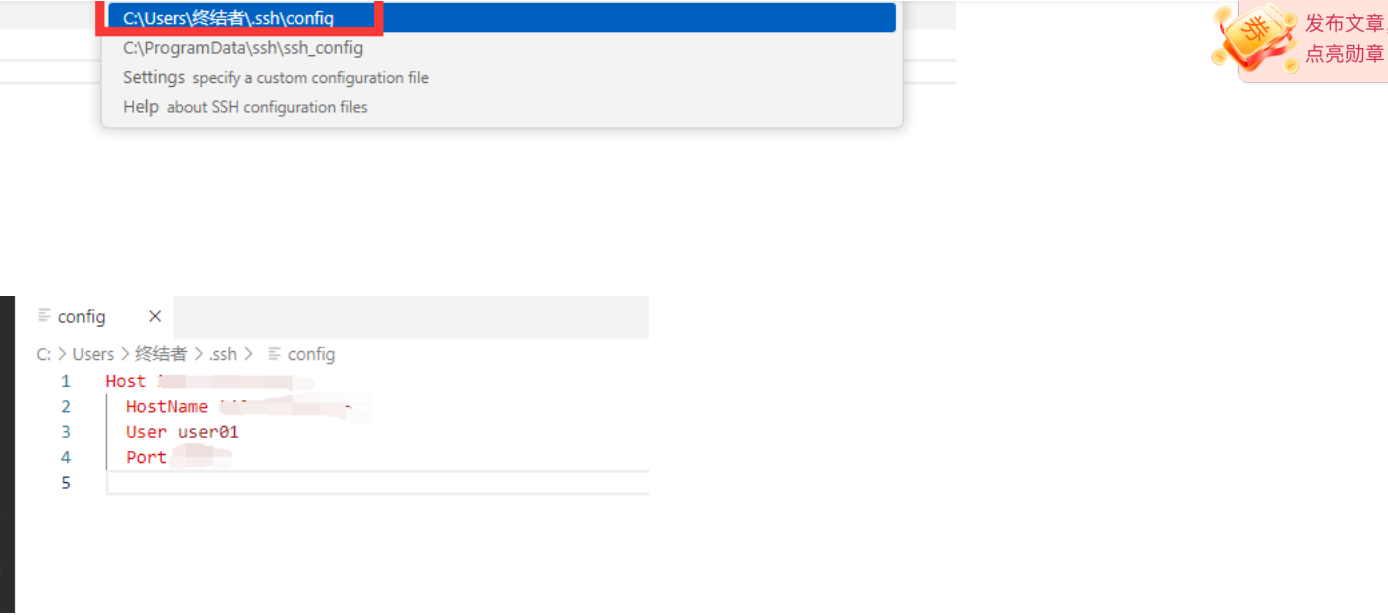 C:\Users\终结者\.ssh\config
C:\ProgramData\ssh\ssh_config
Settings specify a custom configuration file
Help about SSH configuration files
券
发布文章,
点亮勋章
config ×
C: > Users > 终结者 > .ssh > config
1 Host
2 HostName
3 User user01
4 Port
5